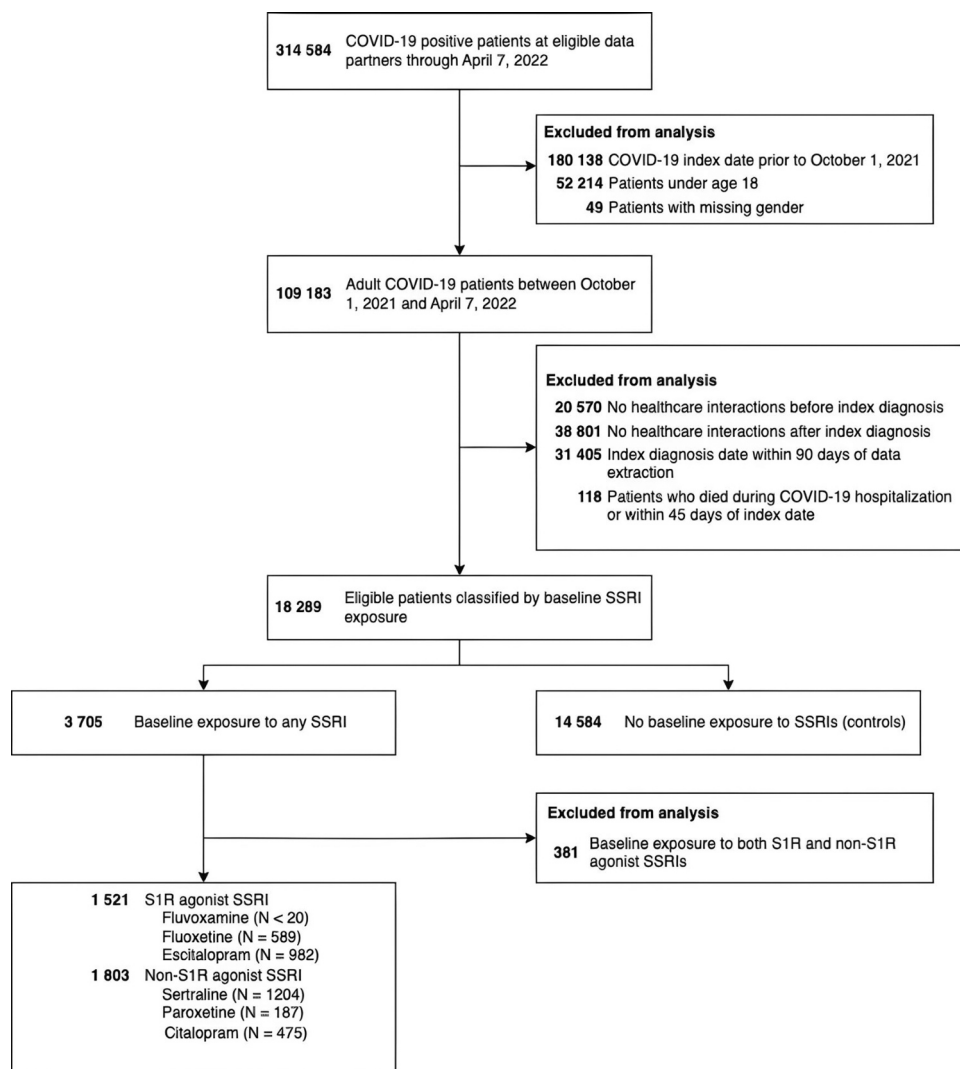 314 584 COVID-19 positive patients at eligible data
partners through April 7, 2022
Excluded from analysis
180 138 COVID-19 index date prior to October 1, 2021
52 214 Patients under age 18
49 Patients with missing gender
109 183 Adult COVID-19 patients between October
1, 2021 and April 7, 2022
Excluded from analysis
20 570 No healthcare interactions before index diagnosis
38 801 No healthcare interactions after index diagnosis
31 405 Index diagnosis date within 90 days of data
extraction
118 Patients who died during COVID-19 hospitalization
or within 45 days of index date
18 289 Eligible patients classified by baseline SSRI
exposure
3 705 Baseline exposure to any SSRI
14 584 No baseline exposure to SSRIs (controls)
Excluded from analysis
381 Baseline exposure to both S1R and non-S1R
agonist SSRIs
1 521 S1R agonist SSRI
Fluvoxamine (N < 20)
Fluoxetine (N = 589)
Escitalopram (N = 982)
1 803 Non-S1R agonist SSRI
Sertraline (N = 1204)
Paroxetine (N = 187)
Citalopram (N = 475)